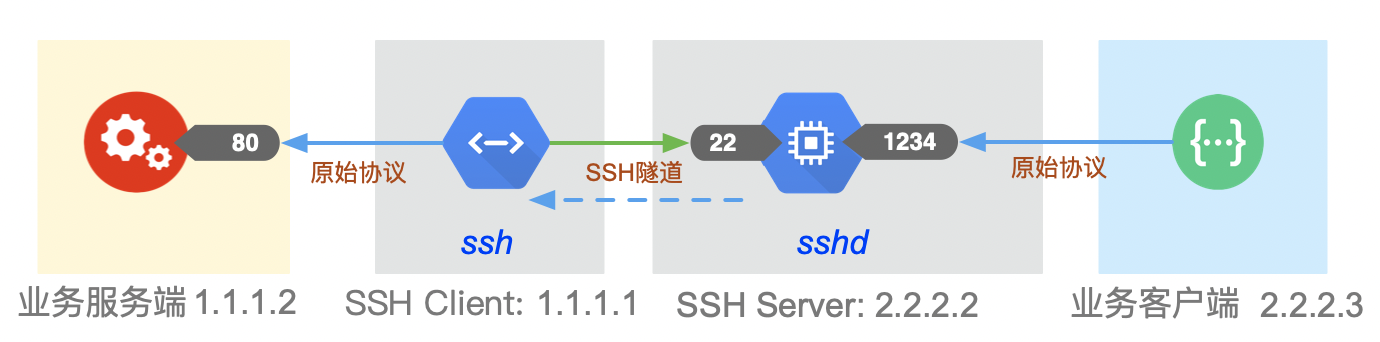 80
22
1234
原始协议
SSH隧道
原始协议
ssh
sshd
业务服务端 1.1.1.2
SSH Client: 1.1.1.1
SSH Server: 2.2.2.2
业务客户端 2.2.2.3